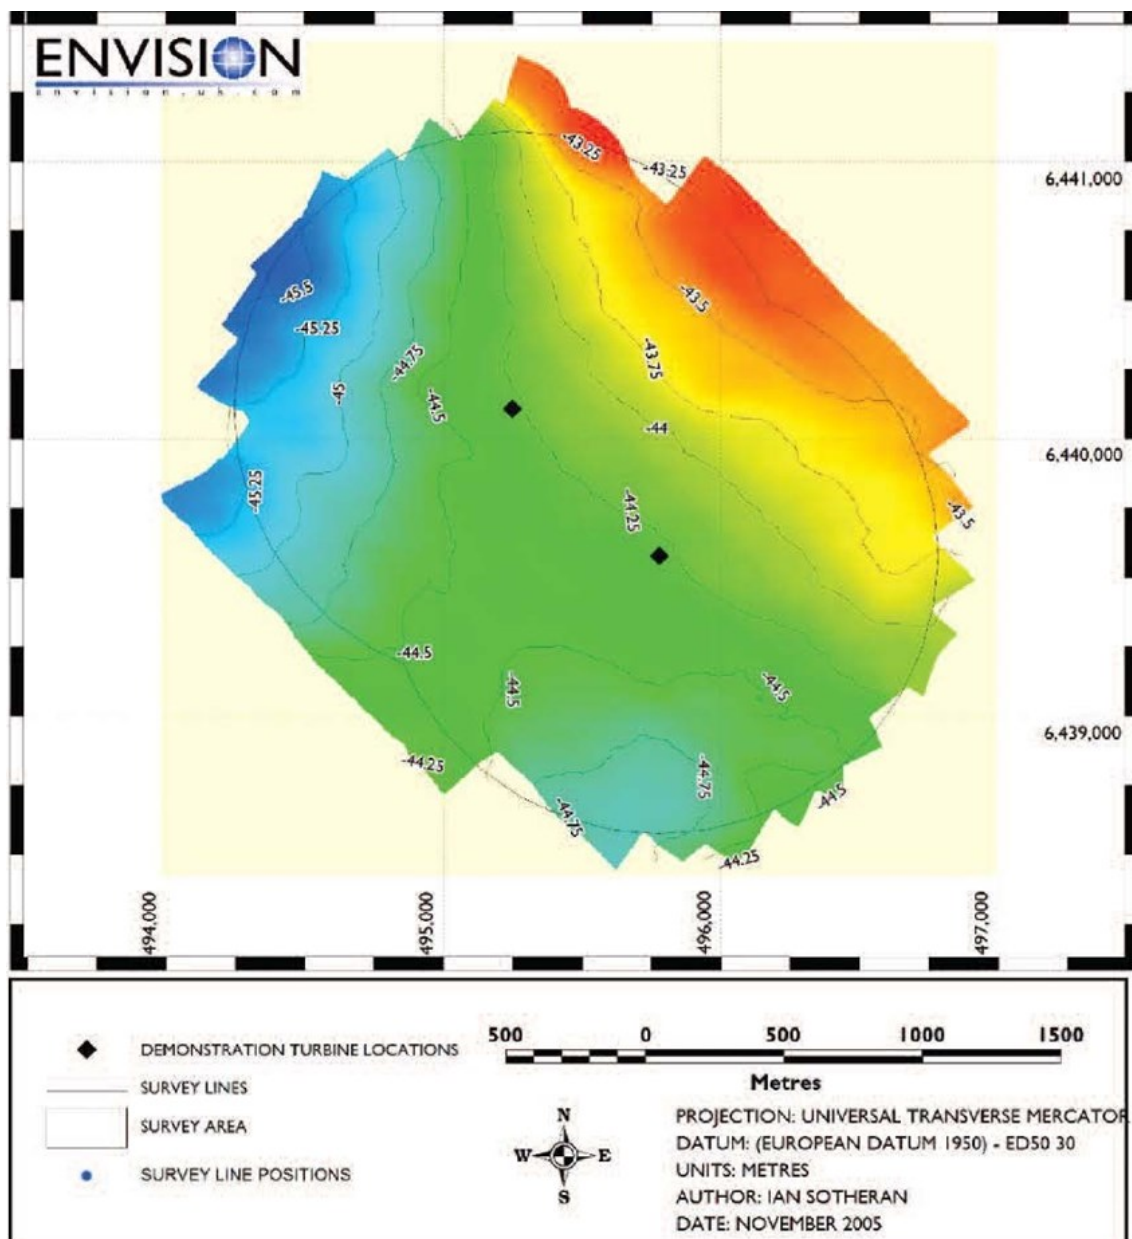 ENVISION
envision.uk.com
-43.25
-43.25
6,441,000
-45.5
-43.5
-45.25
-44.75
-43.75
-45
-44.5
-44
6,440,000
-45.25
-44.25
-43.5
-44.5
-44.5
-44.5
6,439,000
-44.25
-44.75
-44.75
-44.5
-44.25
494,000
495,000
496,000
497,000
500 0 500 1000 1500
Metres
DEMONSTRATION TURBINE LOCATIONS
SURVEY LINES
SURVEY AREA
SURVEY LINE POSITIONS
N
W E
S
PROJECTION: UNIVERSAL TRANSVERSE MERCATOR
DATUM: (EUROPEAN DATUM 1950) - ED50 30
UNITS: METRES
AUTHOR: IAN SOTHERAN
DATE: NOVEMBER 2005